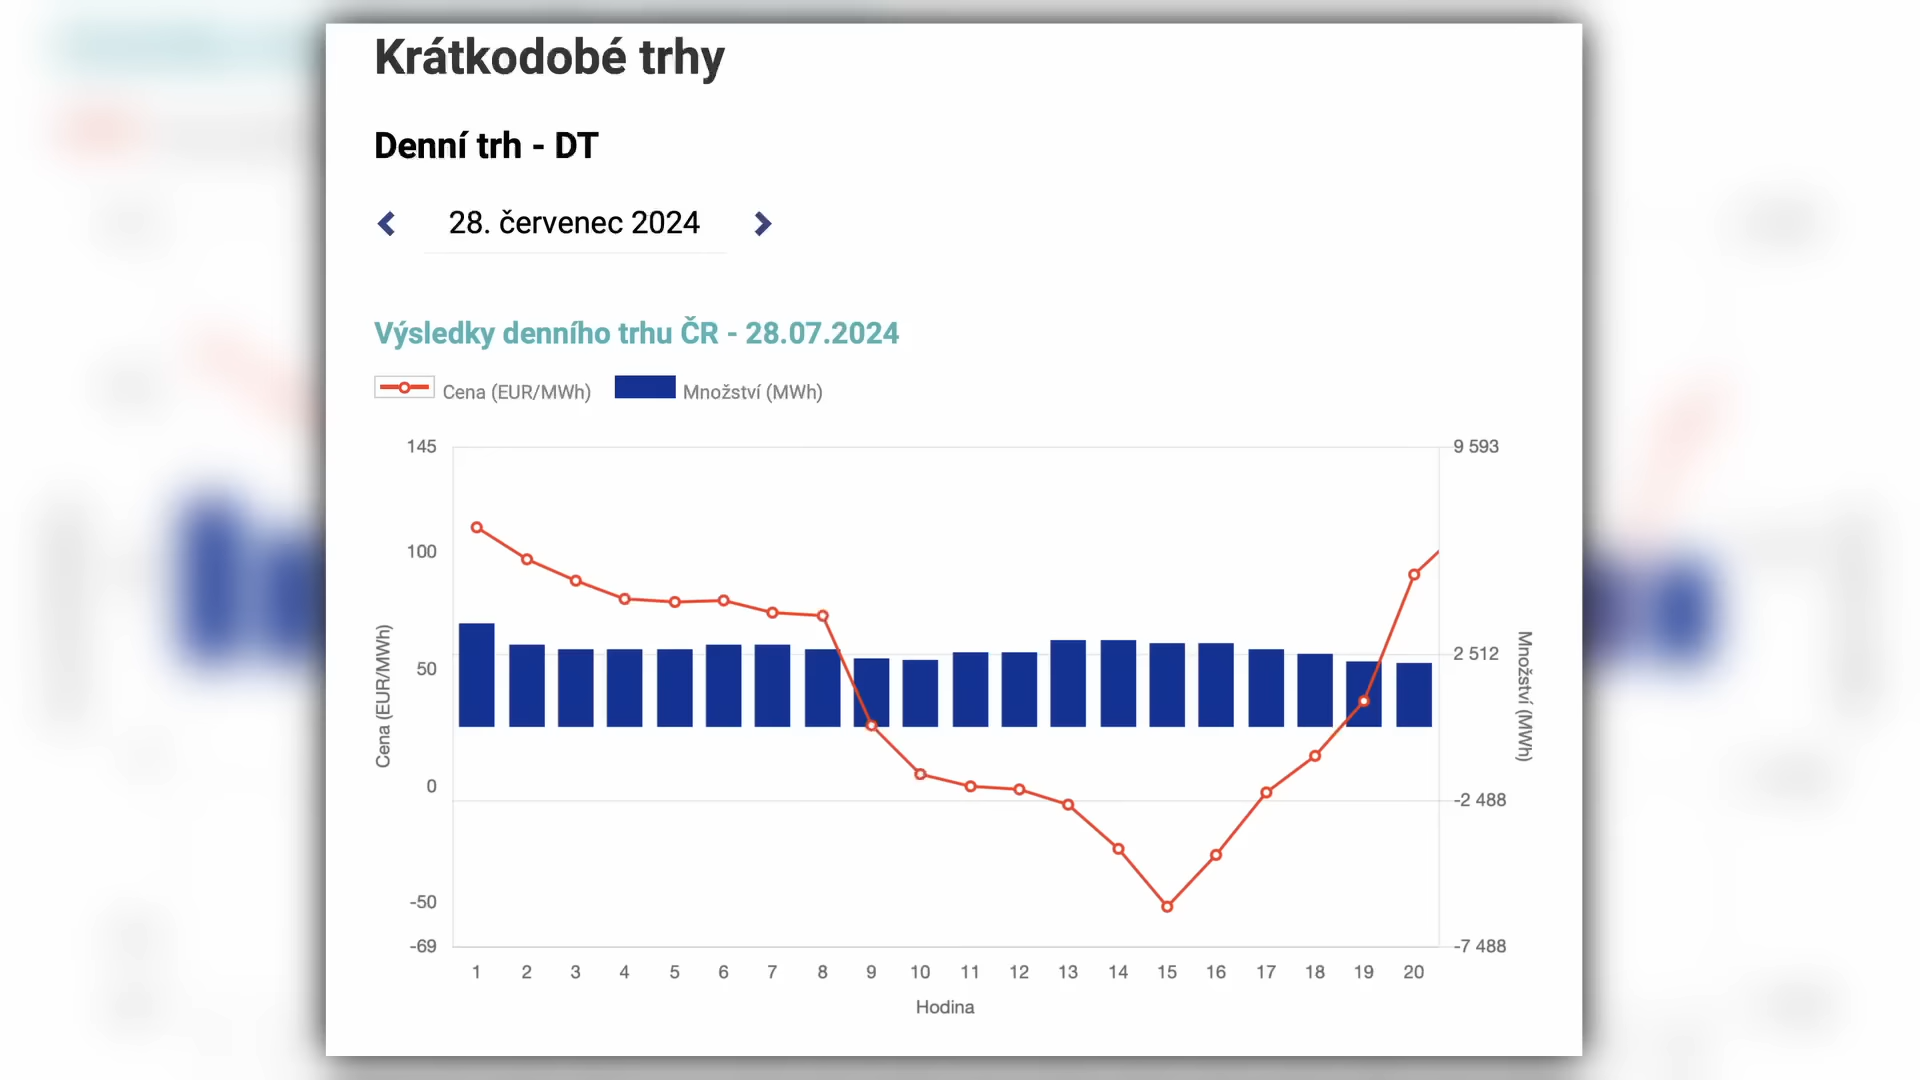 Krátkodobé trhy
Denní trh - DT
28. červenec 2024
Výsledky denního trhu ČR - 28.07.2024
Cena (EUR/MWh) Množství (MWh)
145
100
50
0
-50
-69
Cena (EUR/MWh)
9 593
2 512
-2 488
-7 488
Množství (MWh)
1 2 3 4 5 6 7 8 9 10 11 12 13 14 15 16 17 18 19 20
Hodina